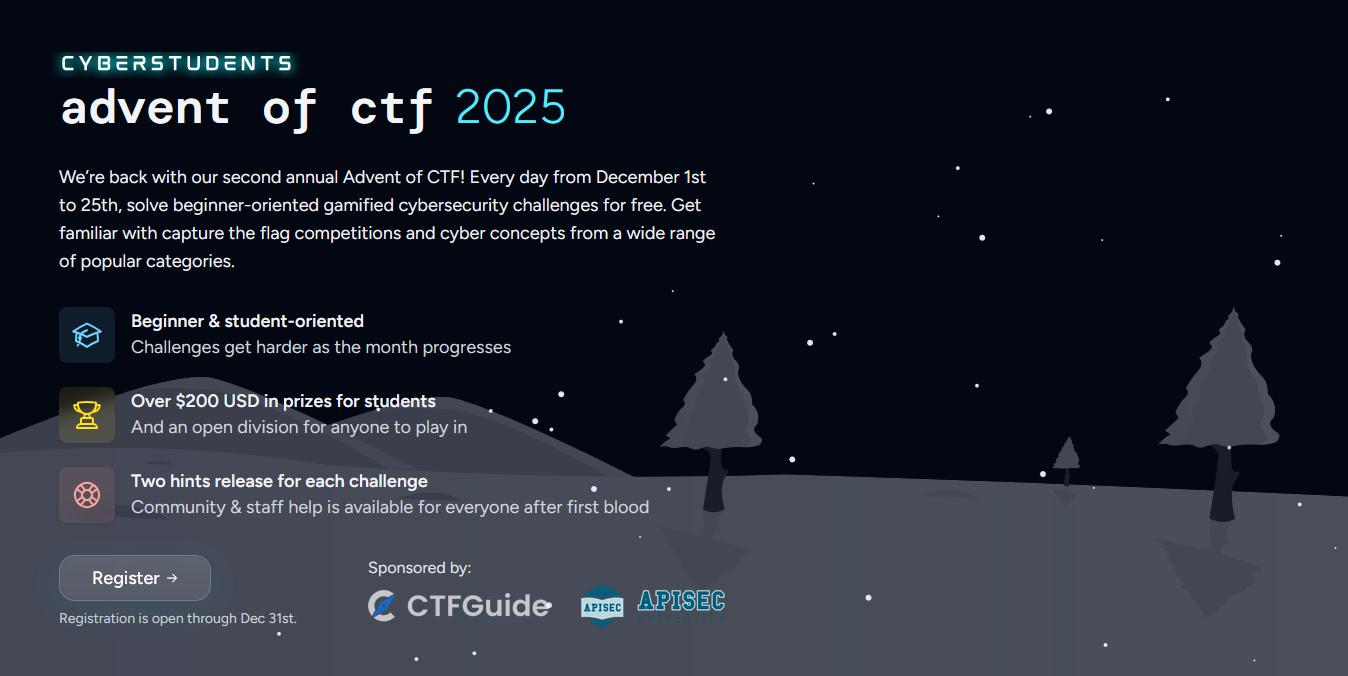 CYBERSTUDENTS
advent of ctf 2025
We're back with our second annual Advent of CTF! Every day from December 1st
to 25th, solve beginner-oriented gamified cybersecurity challenges for free. Get
familiar with capture the flag competitions and cyber concepts from a wide range
of popular categories.
Beginner & student-oriented
Challenges get harder as the month progresses
Over $200 USD in prizes for students
And an open division for anyone to play in
Two hints release for each challenge
Community & staff help is available for everyone after first blood
Register →
Registration is open through Dec 31st.
Sponsored by:
CTFGuide
APISEC
APISEC
UNIVERSITY